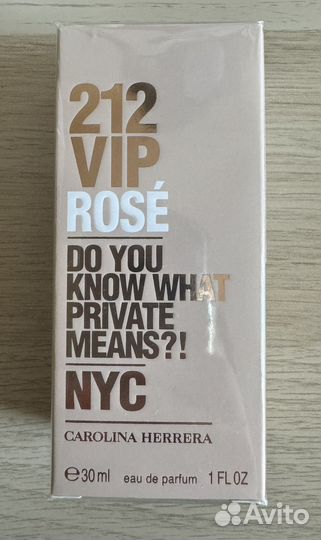 212
VIP
ROSÉ
DO YOU
KNOW WHAT
PRIVATE
MEANS?!
NYC
CAROLINA HERRERA
℮30ml eau de parfum 1 FL OZ
Avito